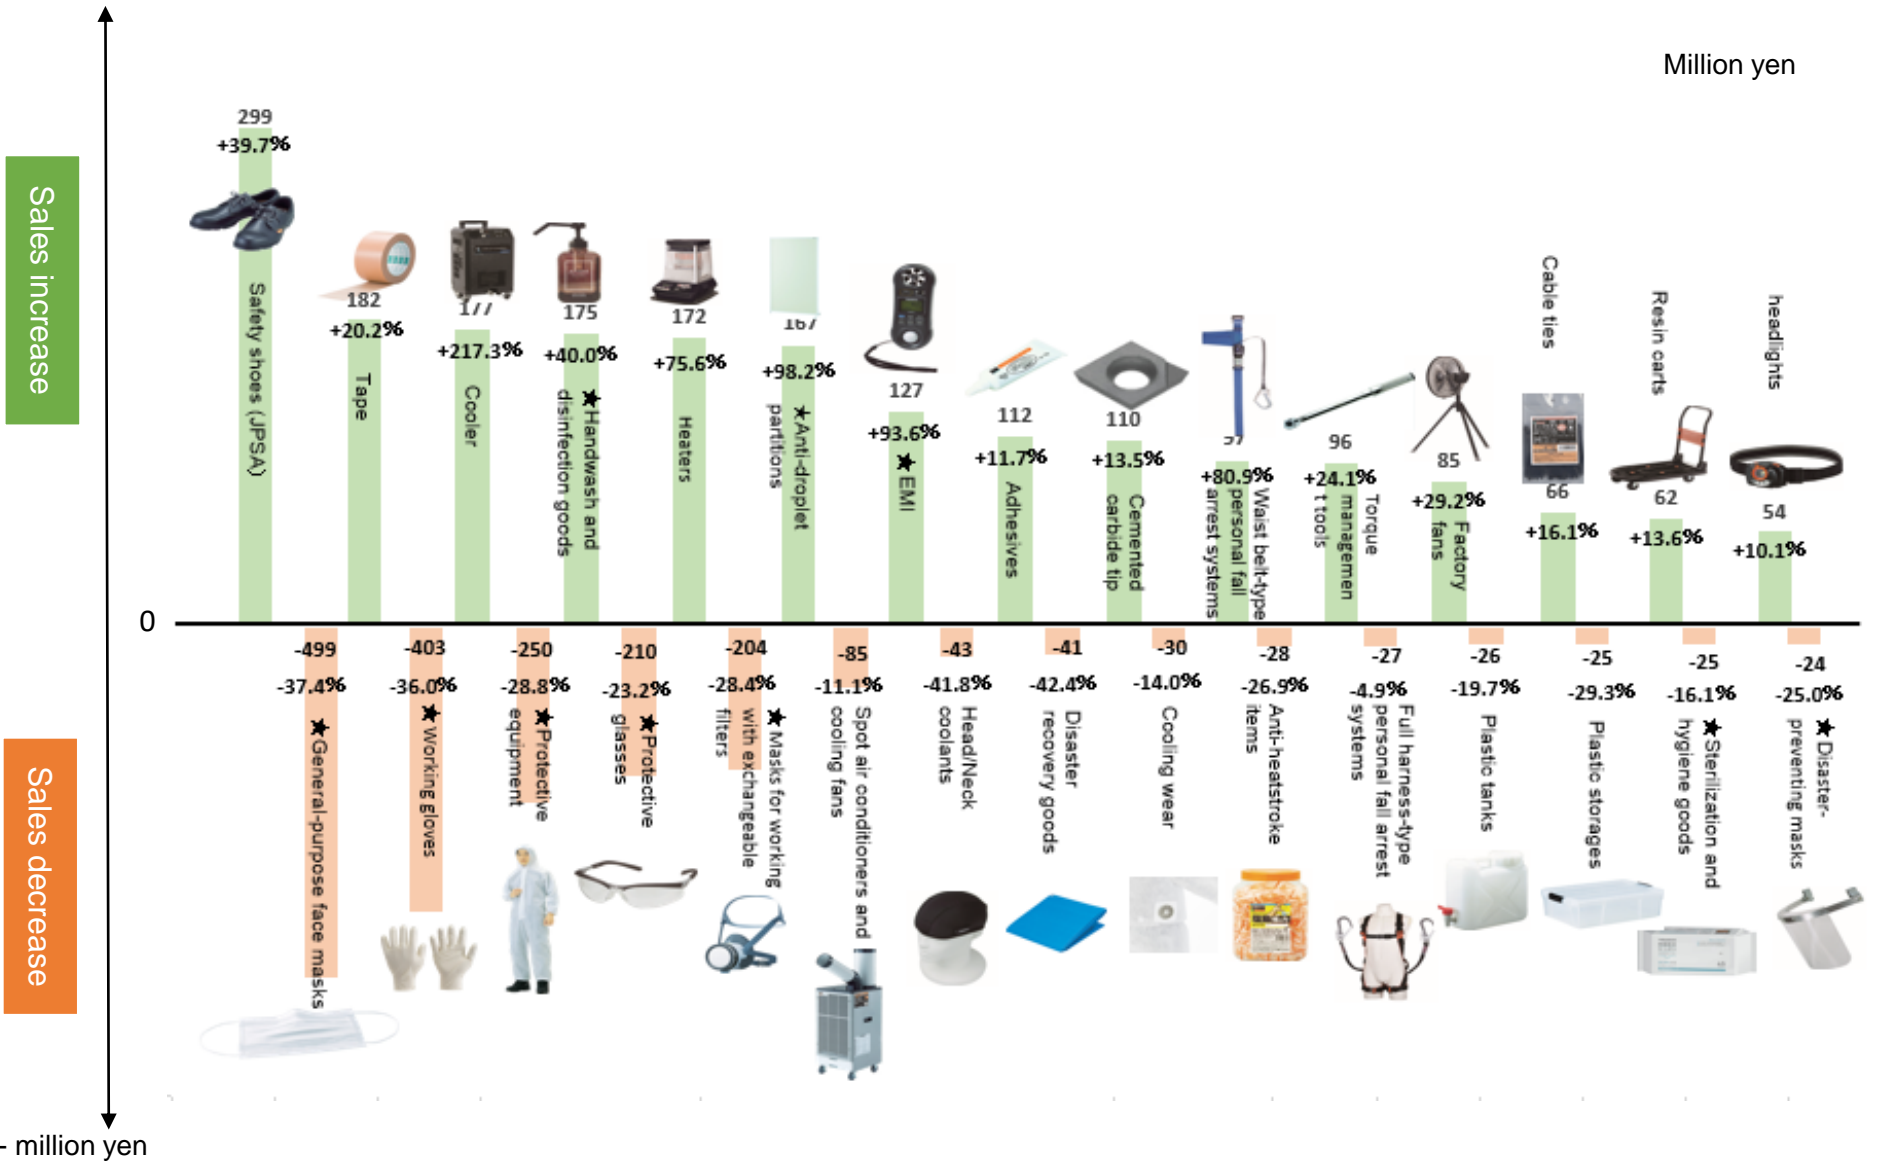 Million yen
Sales increase
299
+39.7%
Safety shoes (JPSA)
182
+20.2%
Tape
177
+217.3%
Cooler
175
+40.0%
★Handwash and
disinfection goods
172
+75.6%
Heaters
167
+98.2%
★Anti-droplet
partitions
127
+93.6%
★EMI
112
+11.7%
Adhesives
110
+13.5%
Cemented
carbide tip
97
+80.9%
Waist belt-type
personal fall
arrest systems
96
+24.1%
Torque
managemen
t tools
85
+29.2%
Factory
fans
Cable ties
66
+16.1%
Resin carts
62
+13.6%
headlights
54
+10.1%
0
Sales decrease
-499
-37.4%
★General-purpose face masks
-403
-36.0%
★Working gloves
-250
-28.8%
★Protective
equipment
-210
-23.2%
★Protective
glasses
-204
-28.4%
★Masks for working
with exchangeable
filters
-85
-11.1%
Spot air conditioners and
cooling fans
-43
-41.8%
Head/Neck
coolants
-41
-42.4%
Disaster
recovery goods
-30
-14.0%
Cooling wear
-28
-26.9%
Anti-heatstroke
items
-27
-4.9%
Full harness-type
personal fall arrest
systems
-26
-19.7%
Plastic tanks
-25
-29.3%
Plastic storages
-25
-16.1%
★Sterilization and
hygiene goods
-24
-25.0%
★Disaster-
preventing masks
- million yen